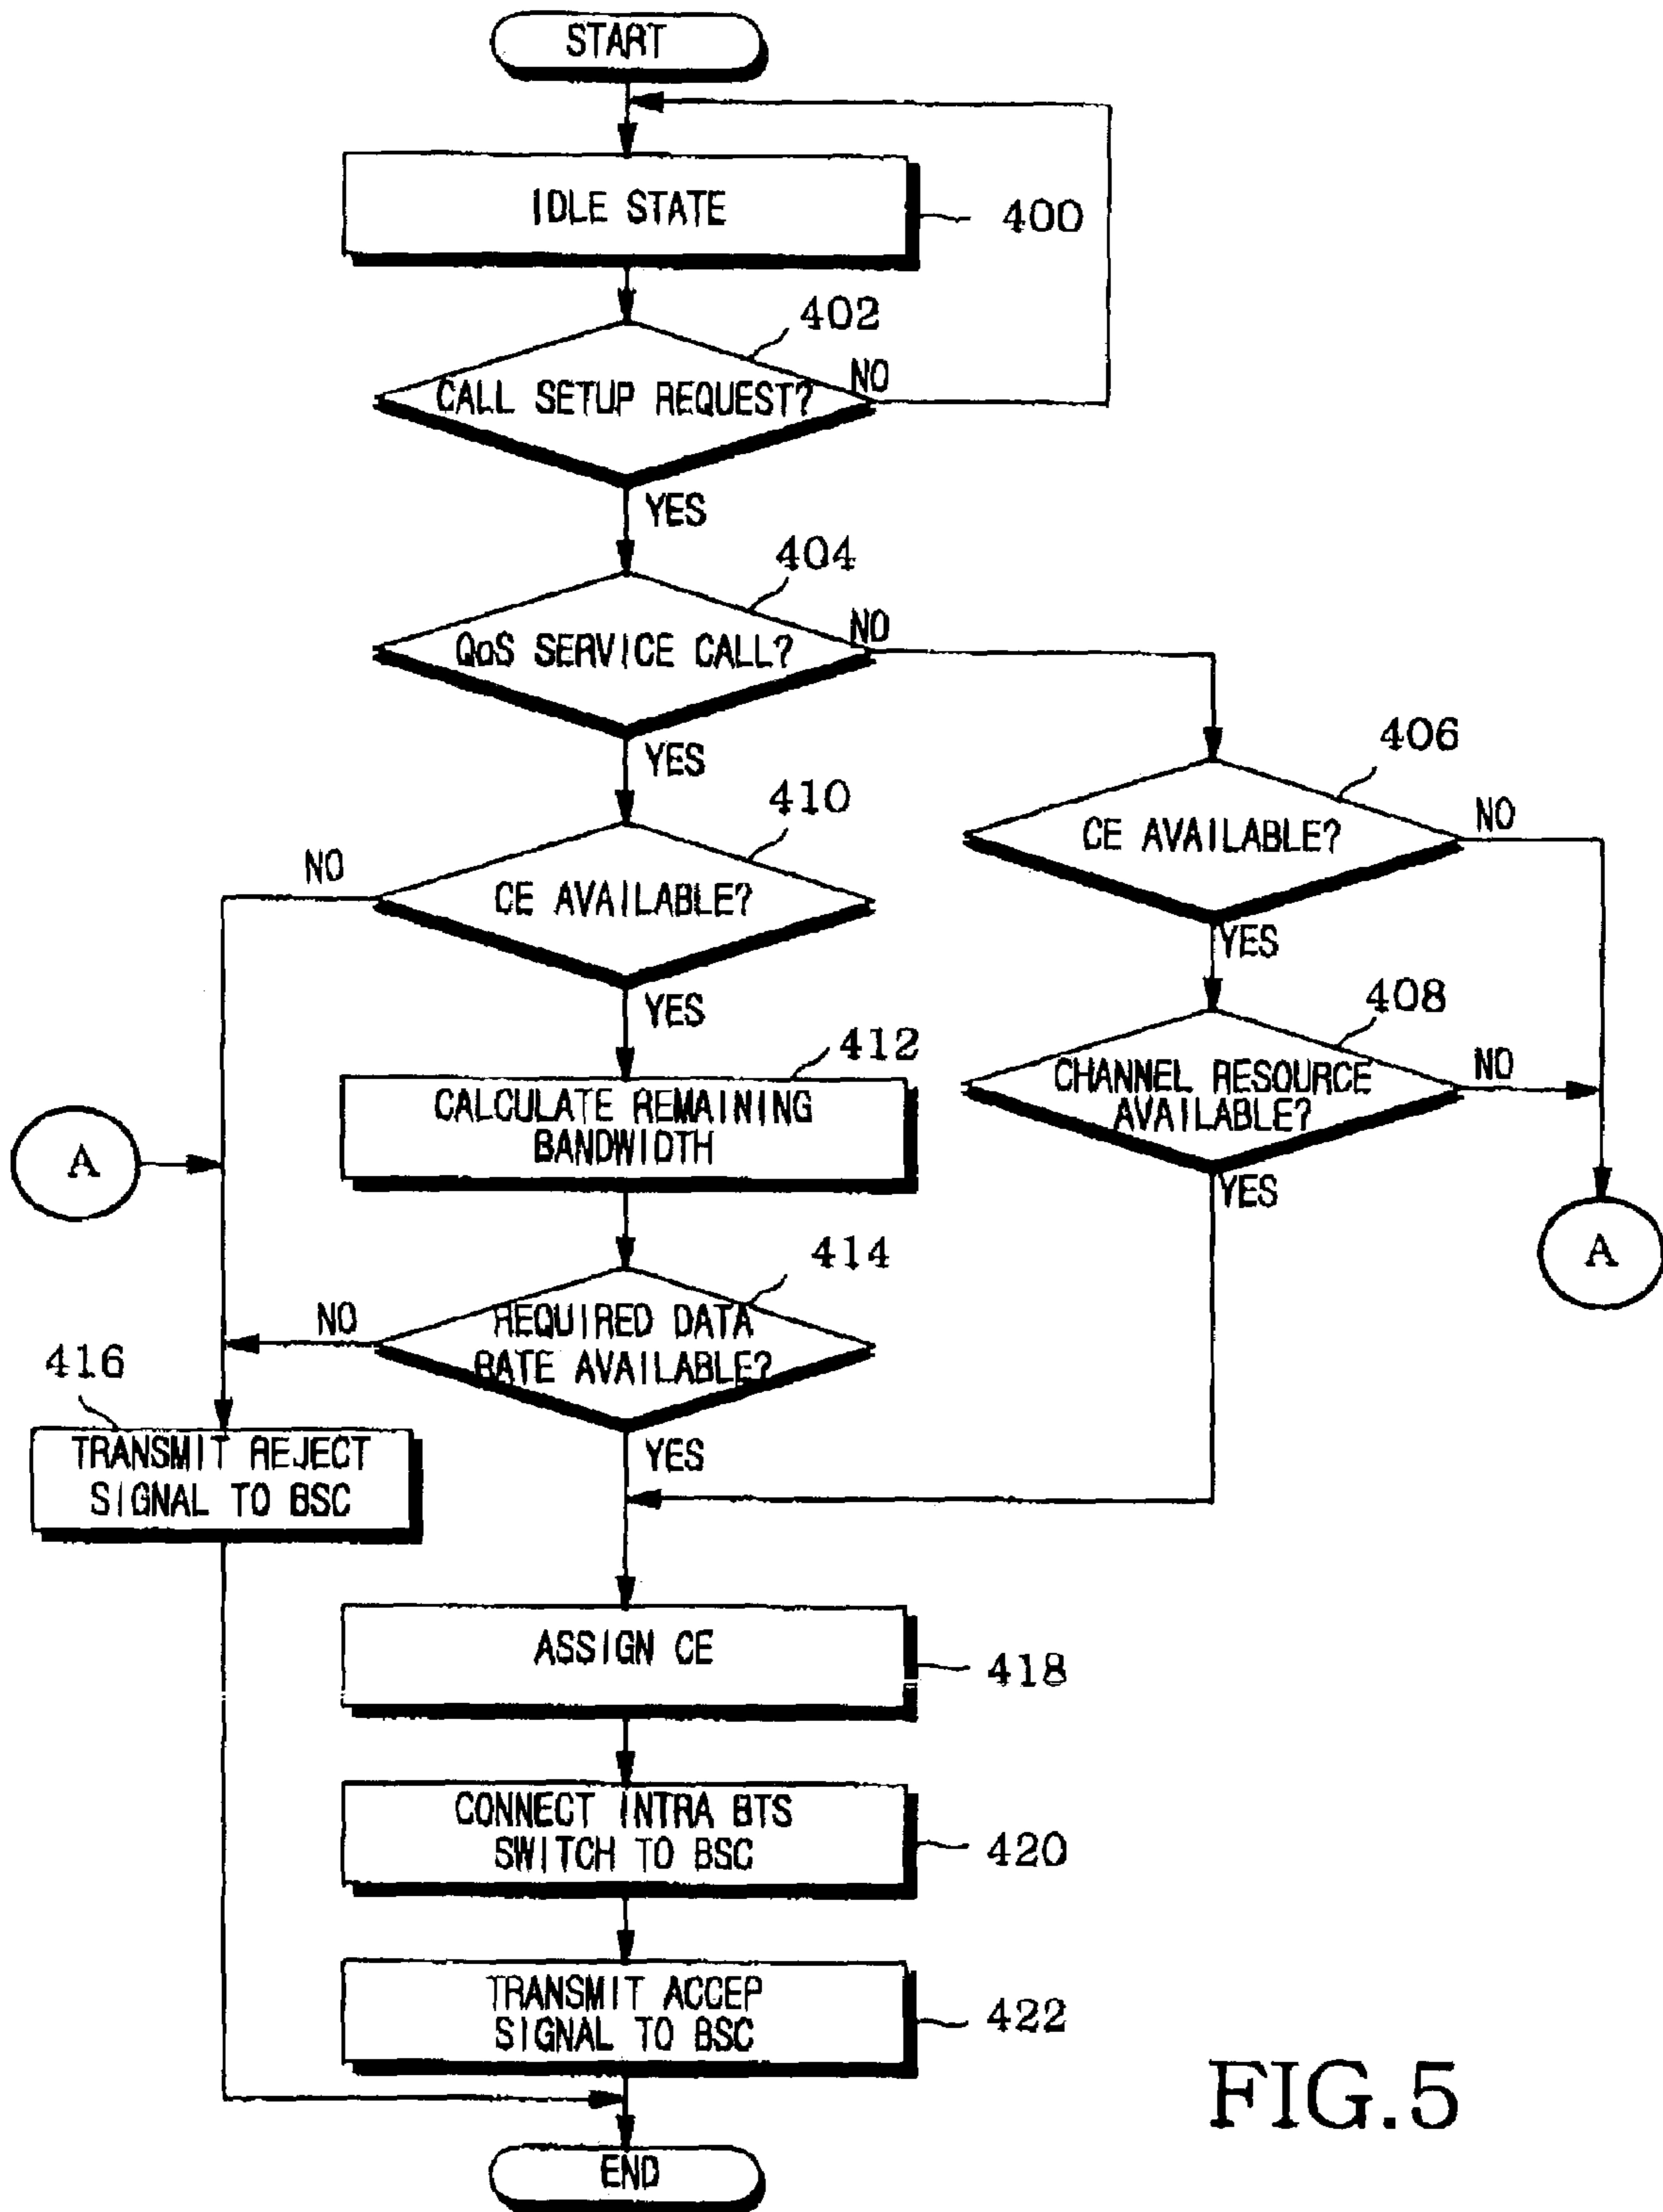 START
IDLE STATE
400
402
CALL SETUP REQUEST?
NO
YES
404
QoS SERVICE CALL?
NO
YES
406
CE AVAILABLE?
NO
YES
410
CE AVAILABLE?
NO
YES
408
CHANNEL RESOURCE
AVAILABLE?
NO
YES
A
412
CALCULATE REMAINING
BANDWIDTH
A
414
REQUIRED DATA
RATE AVAILABLE?
NO
YES
416
TRANSMIT REJECT
SIGNAL TO BSC
ASSIGN CE
418
CONNECT INTRA BTS
SWITCH TO BSC
420
TRANSMIT ACCEP
SIGNAL TO BSC
422
END
FIG.5